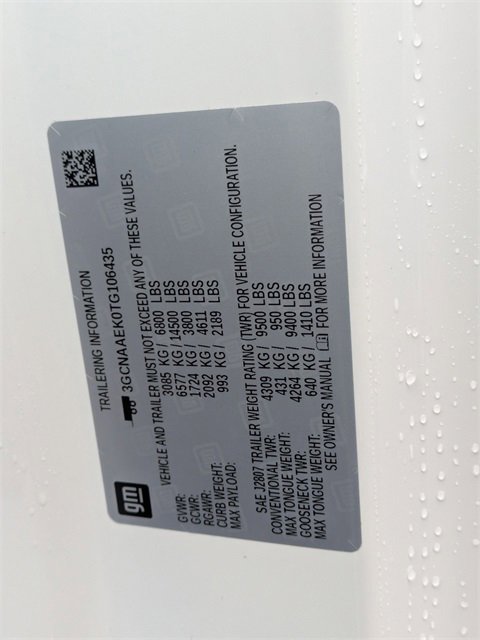 gm
TRAILERING INFORMATION
3GCNAAEK0TG106435
VEHICLE AND TRAILER MUST NOT EXCEED ANY OF THESE VALUES.
GVWR: 3085 KG / 6800 LBS
GCWR: 6577 KG / 14500 LBS
RGAWR: 1724 KG / 3800 LBS
CURB WEIGHT: 2092 KG / 4611 LBS
MAX PAYLOAD: 993 KG / 2189 LBS
SAE J2807 TRAILER WEIGHT RATING (TWR) FOR VEHICLE CONFIGURATION.
CONVENTIONAL TWR: 4309 KG / 9500 LBS
MAX TONGUE WEIGHT: 431 KG / 950 LBS
GOOSENECK TWR: 4264 KG / 9400 LBS
MAX TONGUE WEIGHT: 640 KG / 1410 LBS
SEE OWNER'S MANUAL FOR MORE INFORMATION